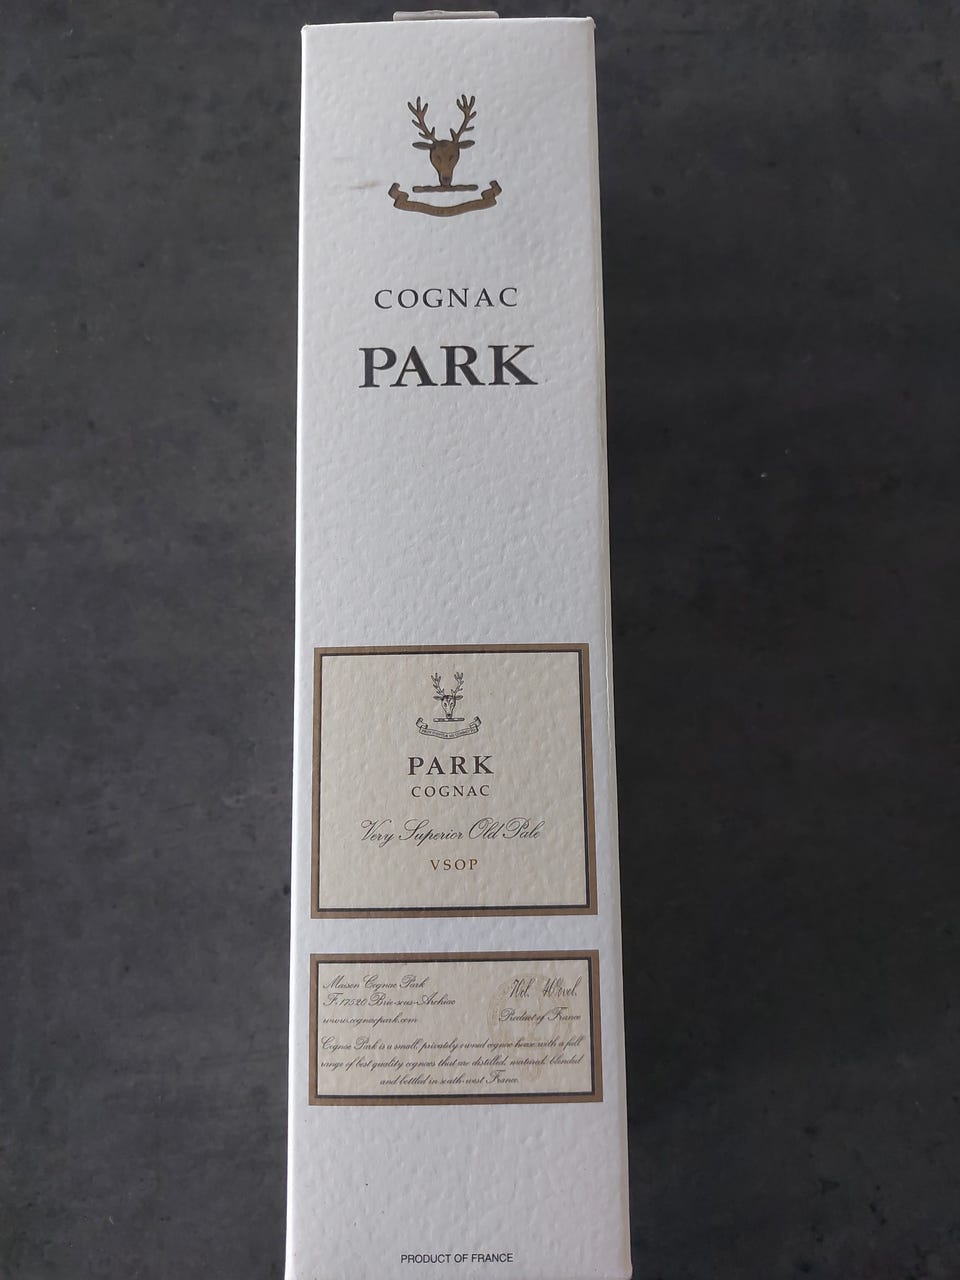 COGNAC
PARK
PARK
COGNAC
Very Superior Old Pale
VSOP
Maison Cognac Park
F. 17520 Brie-sous-Archiac
www.cognacpark.com
70cl. 40%vol.
Product of France
Cognac Park is a small, privately owned cognac house with a full
range of best quality cognacs that are distilled, matured, blended
and bottled in south-west France.
PRODUCT OF FRANCE